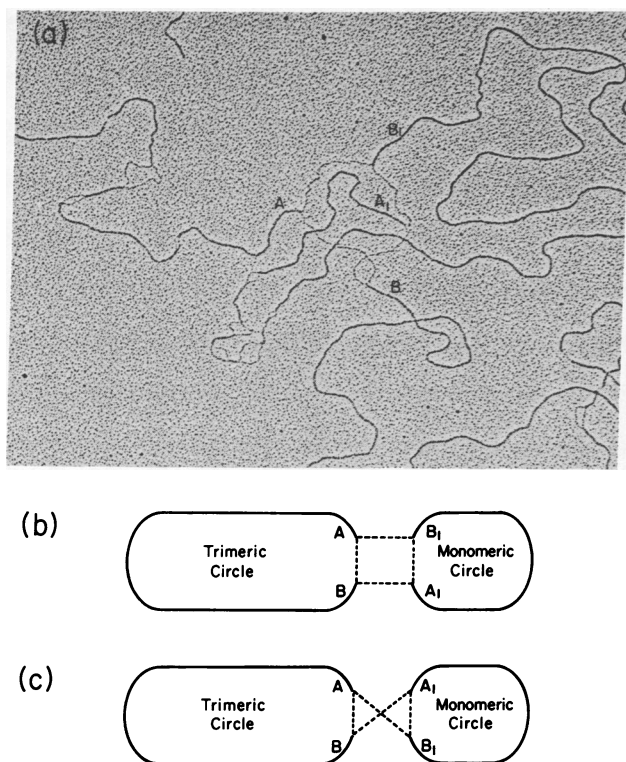 (a)
B₁
A
A₁
B
(b)
A B₁
Trimeric Monomeric
Circle Circle
B A₁
(c)
A A₁
Trimeric Monomeric
Circle Circle
B B₁